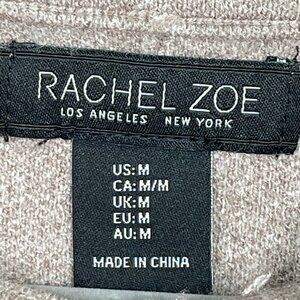 RACHEL ZOE
LOS ANGELES NEW YORK
US: M
CA: M/M
UK: M
EU: M
AU: M
MADE IN CHINA